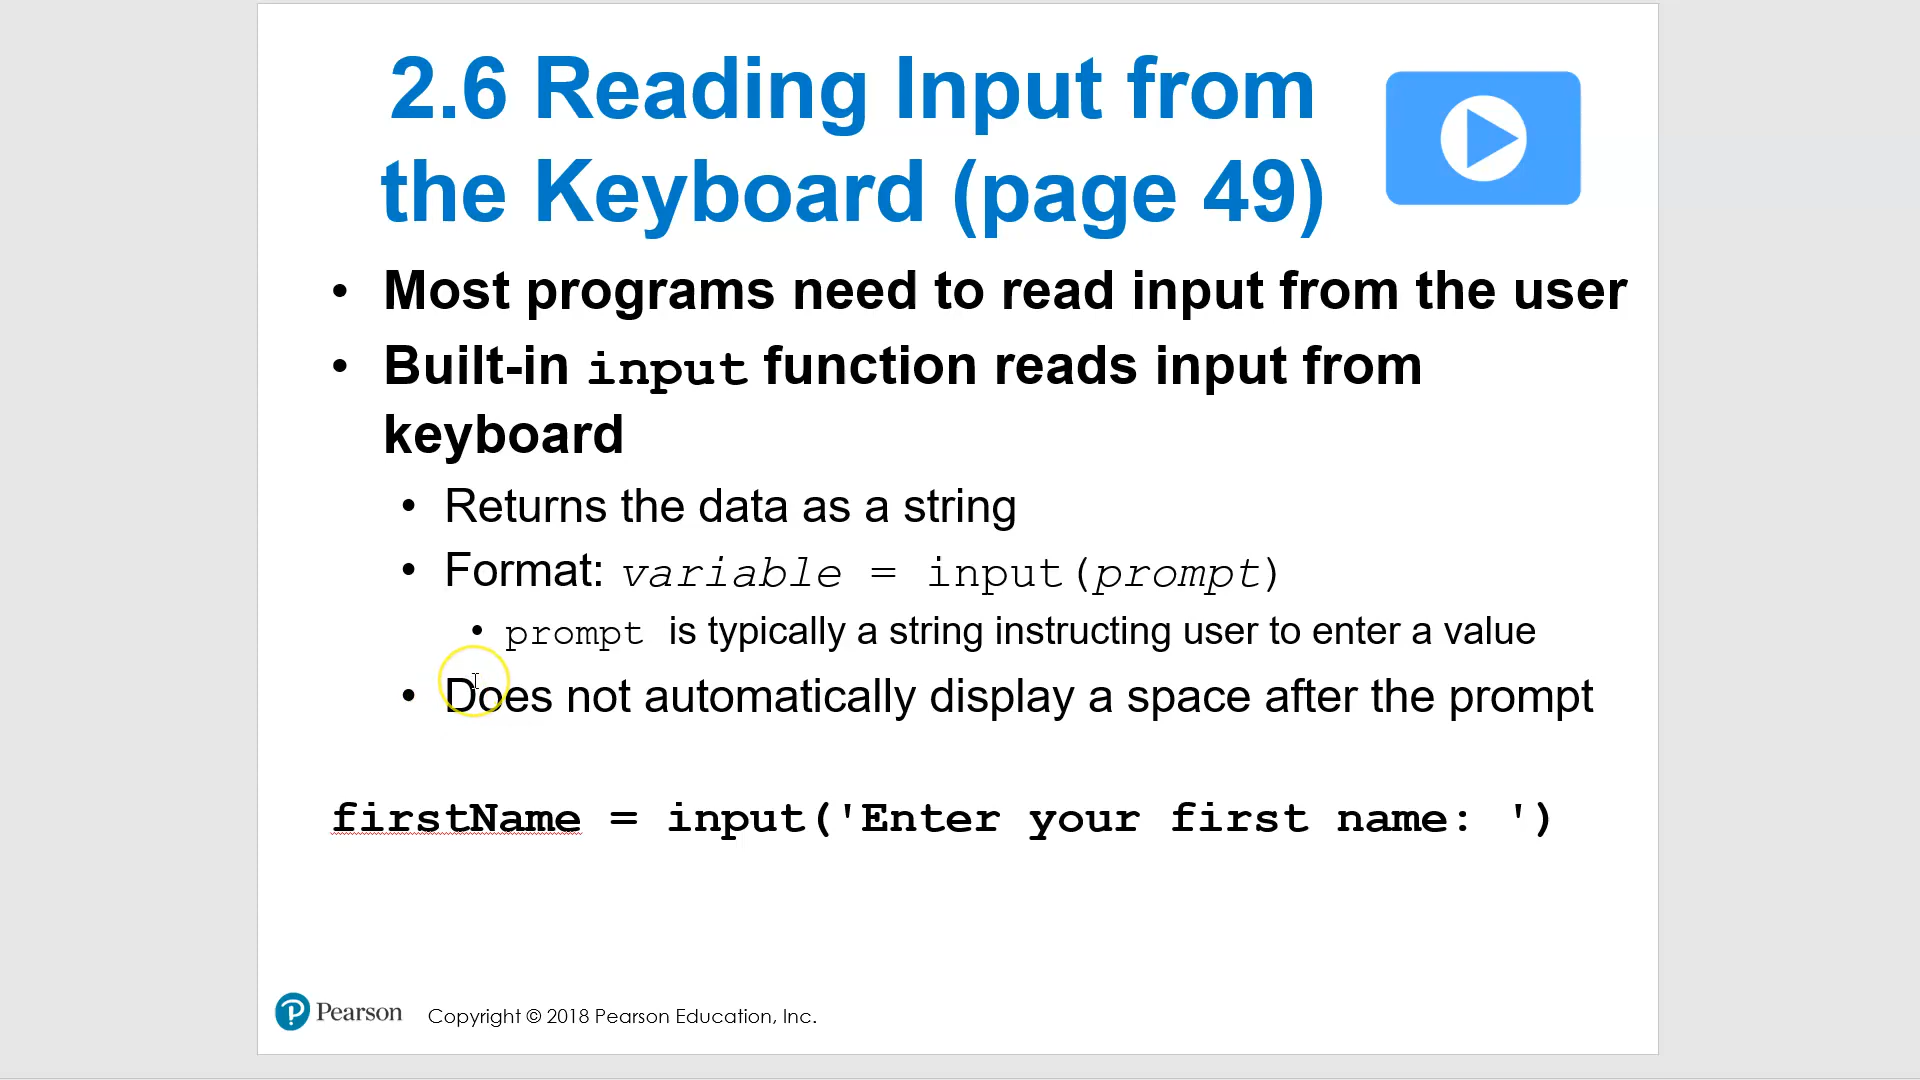 2.6 Reading Input from
the Keyboard (page 49)
• Most programs need to read input from the user
• Built-in input function reads input from
keyboard
• Returns the data as a string
• Format: variable = input(prompt)
• prompt is typically a string instructing user to enter a value
• Does not automatically display a space after the prompt
firstName = input('Enter your first name: ')
Pearson Copyright © 2018 Pearson Education, Inc.